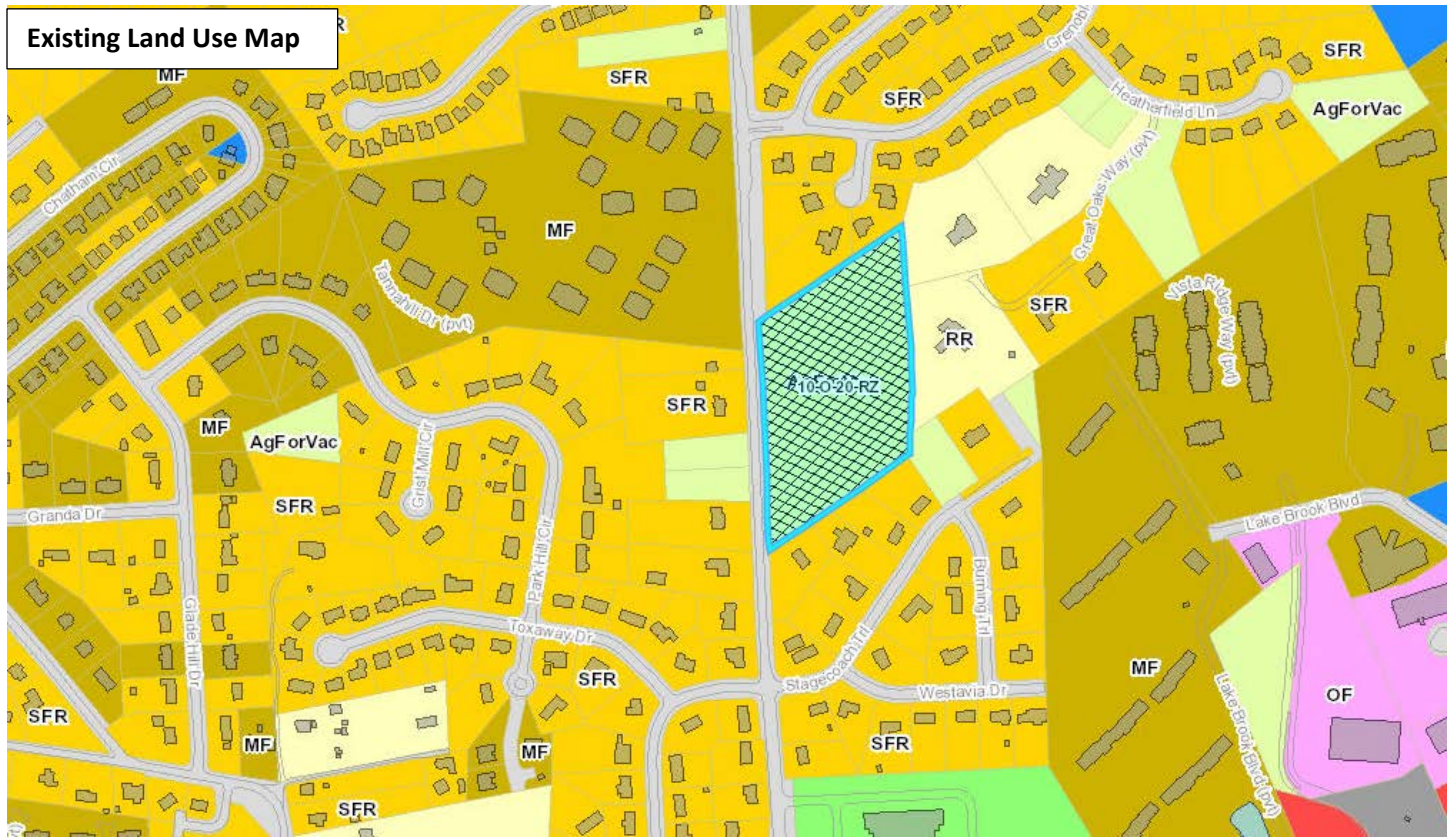 Existing Land Use Map
R
MF
SFR
SFR
SFR
Heatherfield Ln
AgForVac
Chatham Cir
MF
Great Oaks Way (pvt)
Tannahill Dr (pvt)
SFR
Vista Ridge Way (pvt)
RR
10-O-20-RZ
SFR
MF
AgForVac
Grist Mill Cir
SFR
Granda Dr
Lake Brook Blvd
Park Hill Cir
Glade Hill Dr
Toxaway Dr
Burning Trl
Stagecoach Trl
MF
SFR
Westavia Dr
OF
SFR
MF
MF
SFR
Lake Brook Blvd (pvt)
SFR